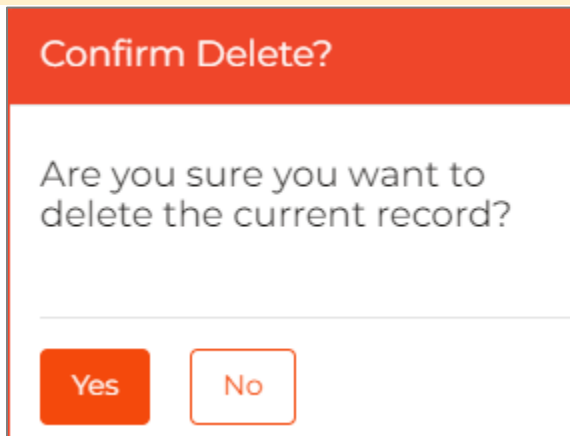 Confirm Delete?
Are you sure you want to
delete the current record?
Yes
No